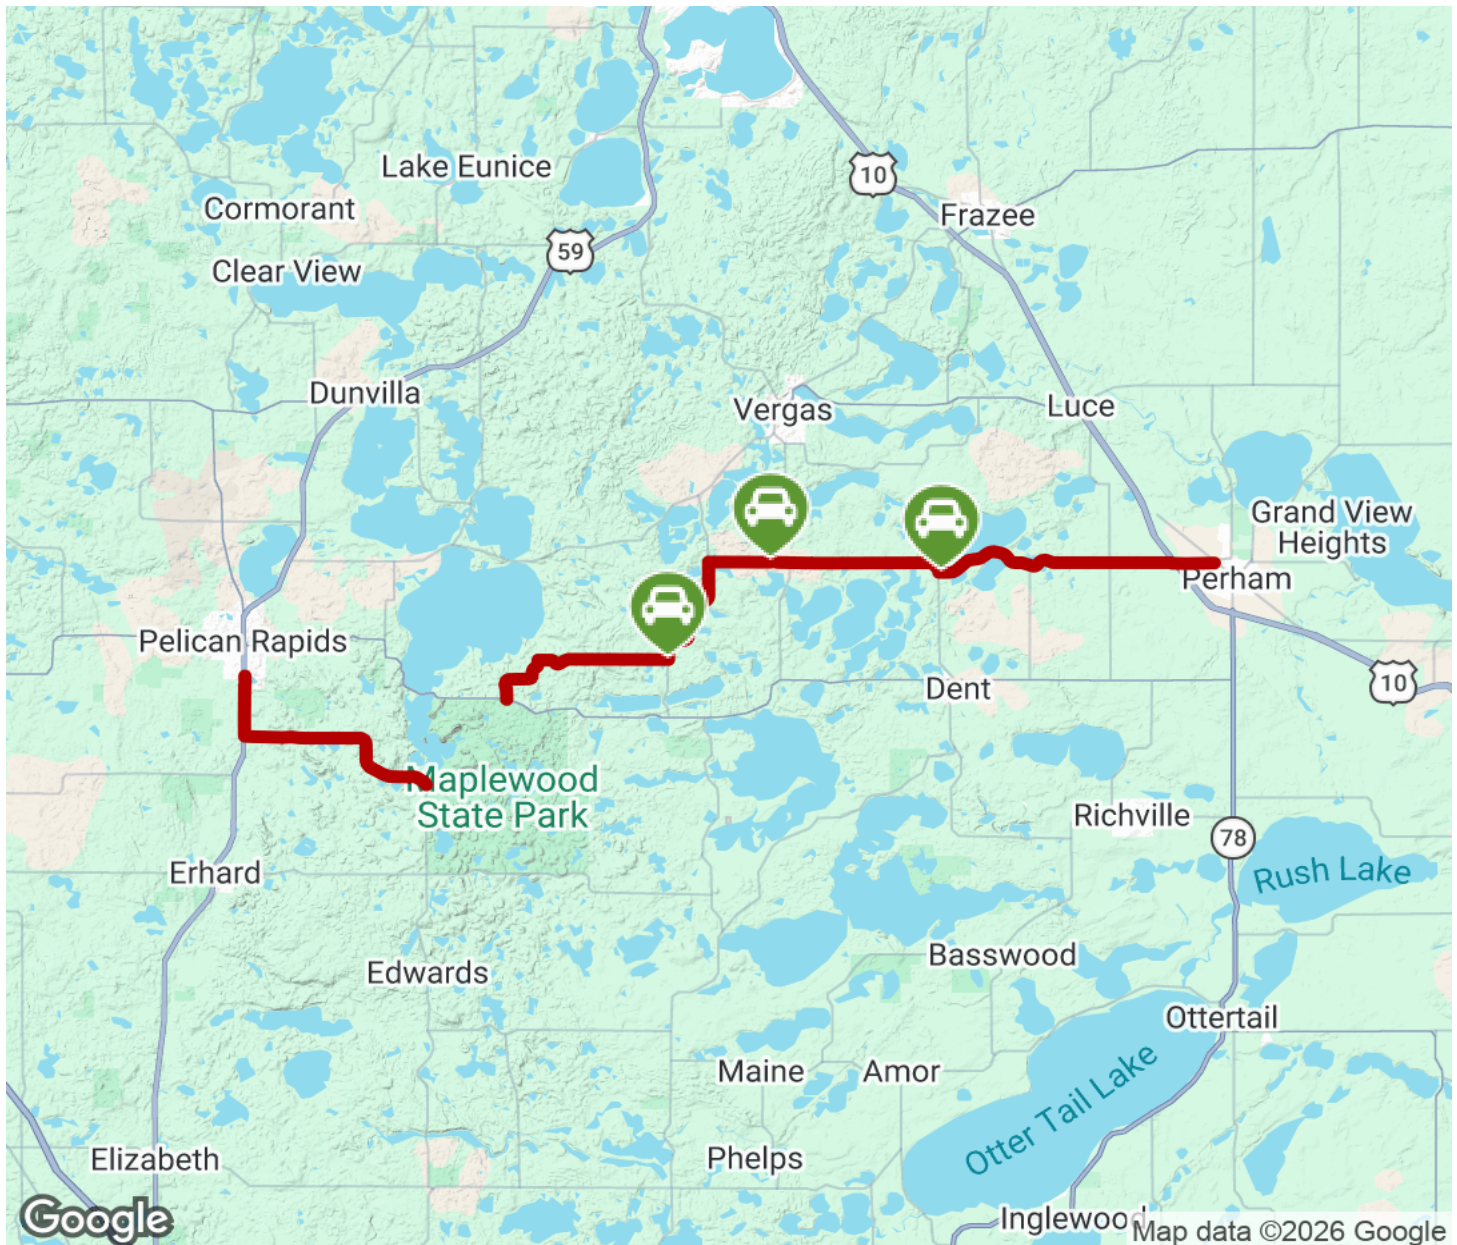 Lake Eunice
10
Cormorant
Frazee
59
Clear View
Dunvilla
Vergas
Luce
Grand View
Heights
Perham
Pelican Rapids
Dent
10
Maplewood
State Park
Richville
78
Erhard
Rush Lake
Basswood
Edwards
Ottertail
Maine
Amor
Otter Tail Lake
Elizabeth
Phelps
Inglewood
Google
Map data ©2026 Google